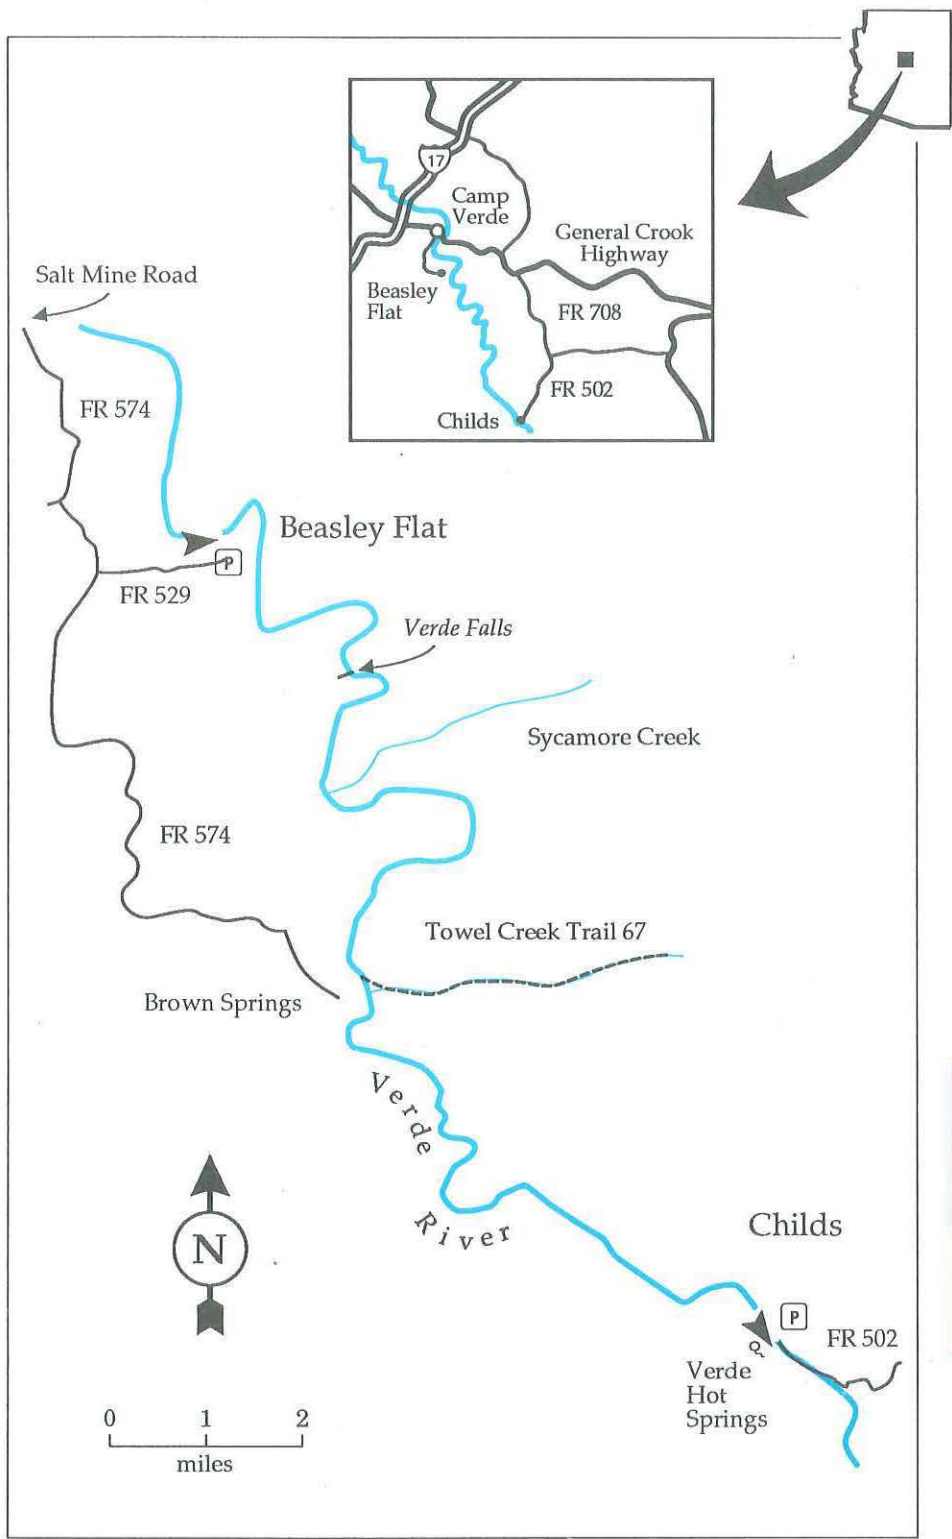 17
Camp
Verde
General Crook
Highway
Beasley
Flat
FR 708
FR 502
Childs
Salt Mine Road
FR 574
Beasley Flat
P
FR 529
Verde Falls
Sycamore Creek
FR 574
Towel Creek Trail 67
Brown Springs
Verde
River
N
Childs
P
FR 502
Verde
Hot
Springs
0 1 2
miles